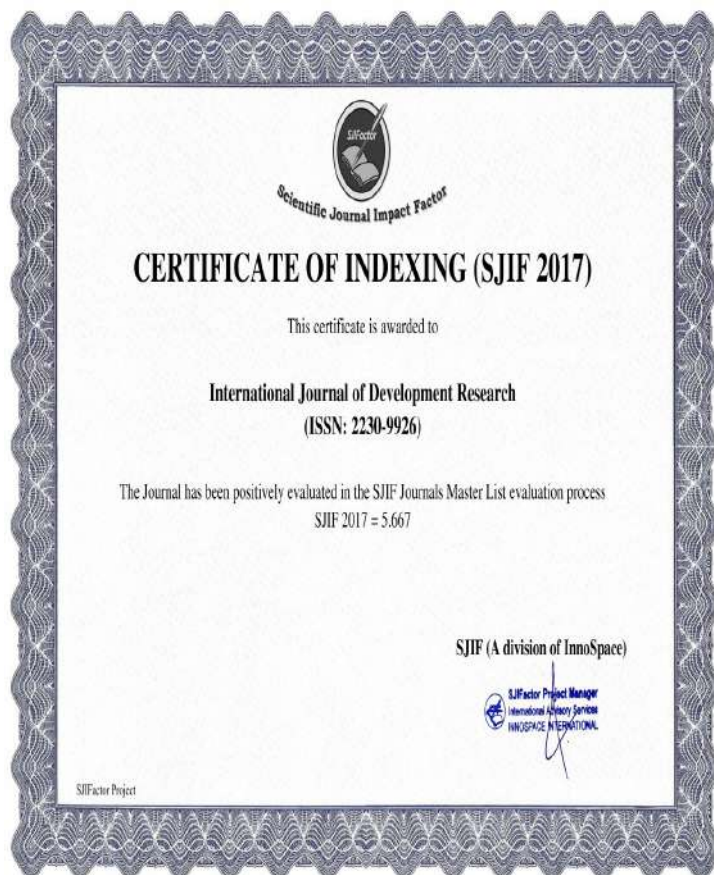 SJIFactor
Scientific Journal Impact Factor
CERTIFICATE OF INDEXING (SJIF 2017)
This certificate is awarded to
International Journal of Development Research
(ISSN: 2230-9926)
The Journal has been positively evaluated in the SJIF Journals Master List evaluation process
SJIF 2017 = 5.667
SJIF (A division of InnoSpace)
SJIFactor Project Manager
International Advisory Services
INNOSPACE INTERNATIONAL
SJIFactor Project